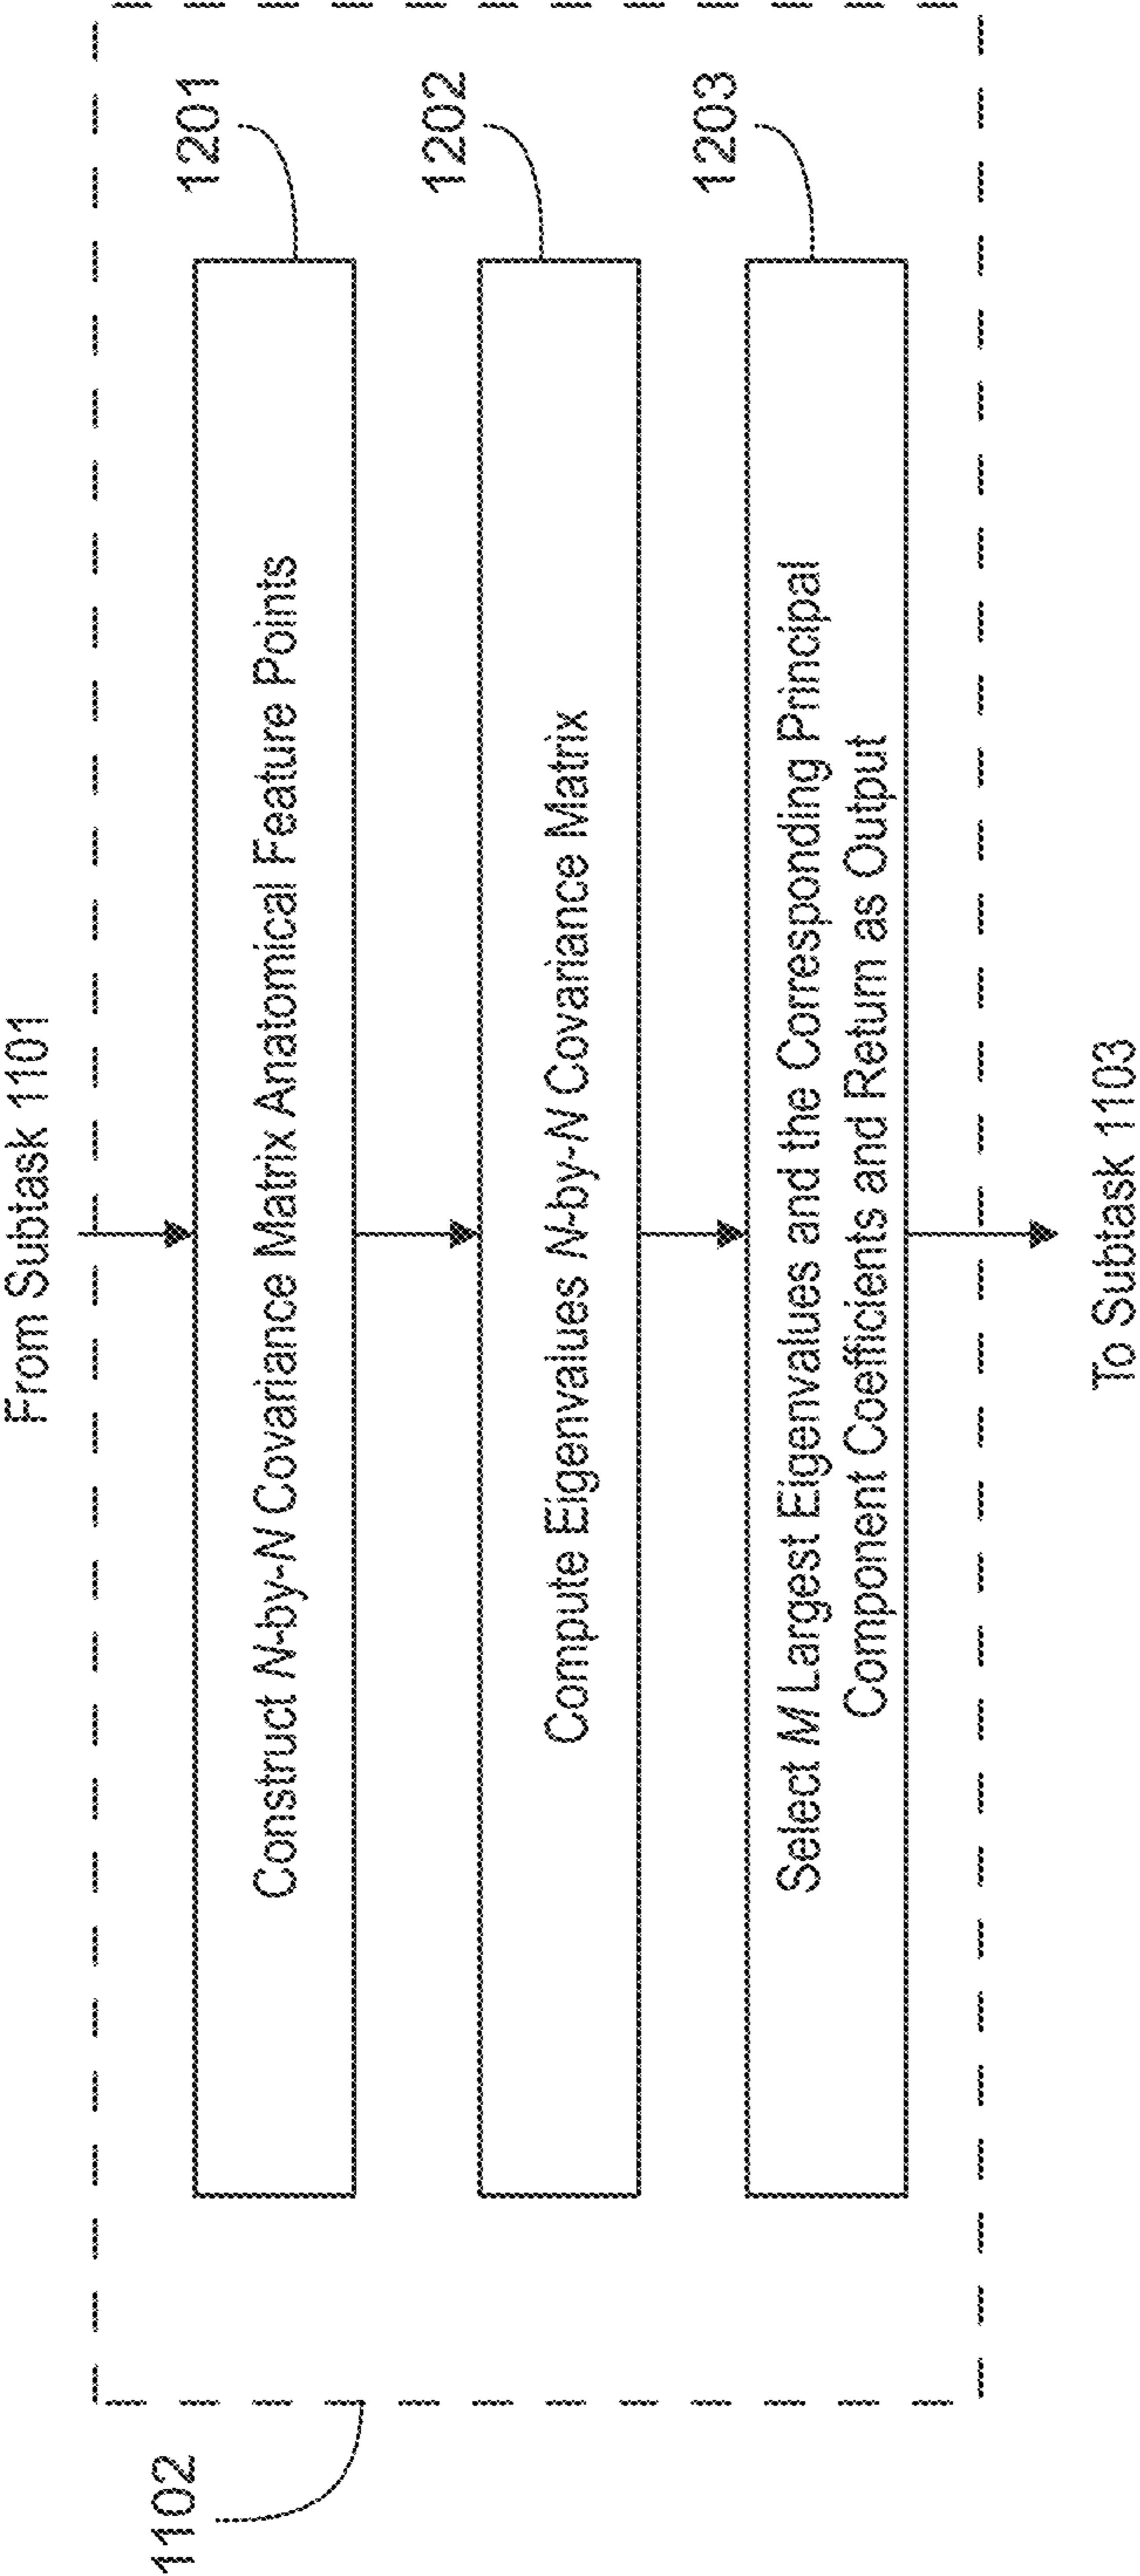 From Subtask 1101
1102
Construct N-by-N Covariance Matrix Anatomical Feature Points
1201
Compute Eigenvalues N-by-N Covariance Matrix
1202
Select M Largest Eigenvalues and the Corresponding Principal
Component Coefficients and Return as Output
1203
To Subtask 1103